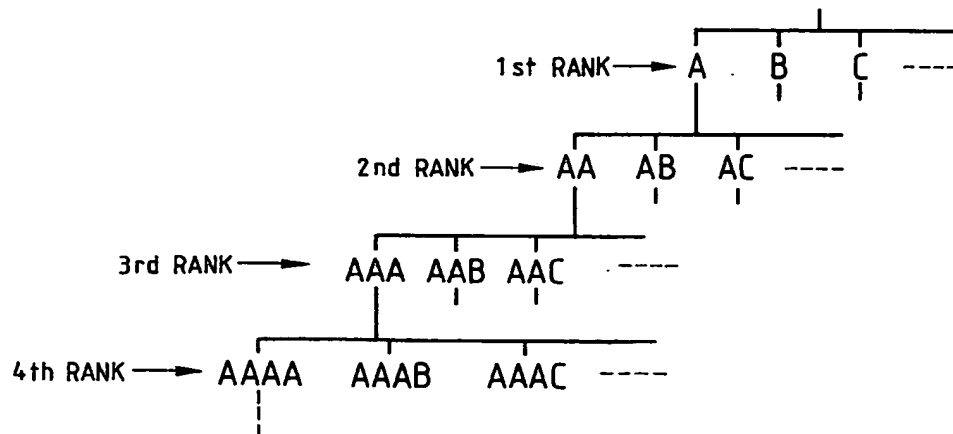 1st RANK A B C
2nd RANK AA AB AC
3rd RANK AAA AAB AAC
4th RANK AAAA AAAB AAAC